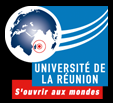 UNIVERSITÉ DE
LA RÉUNION
S'ouvrir aux mondes